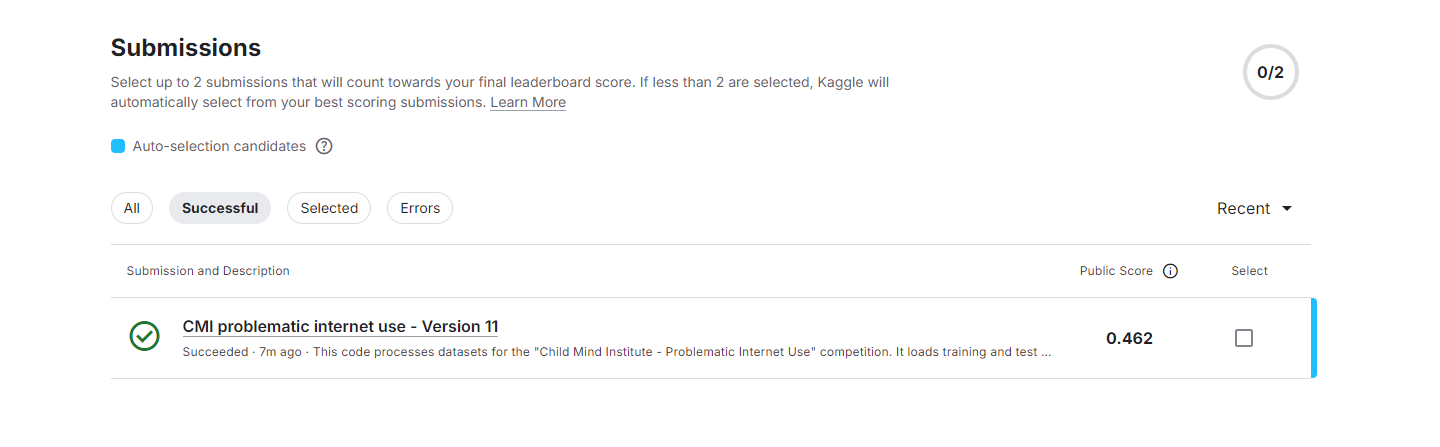 Submissions
Select up to 2 submissions that will count towards your final leaderboard score. If less than 2 are selected, Kaggle will
automatically select from your best scoring submissions. Learn More
0/2
Auto-selection candidates ?
All Successful Selected Errors Recent
Submission and Description Public Score Select
CMI problematic internet use - Version 11
Succeeded · 7m ago · This code processes datasets for the "Child Mind Institute - Problematic Internet Use" competition. It loads training and test ...
0.462